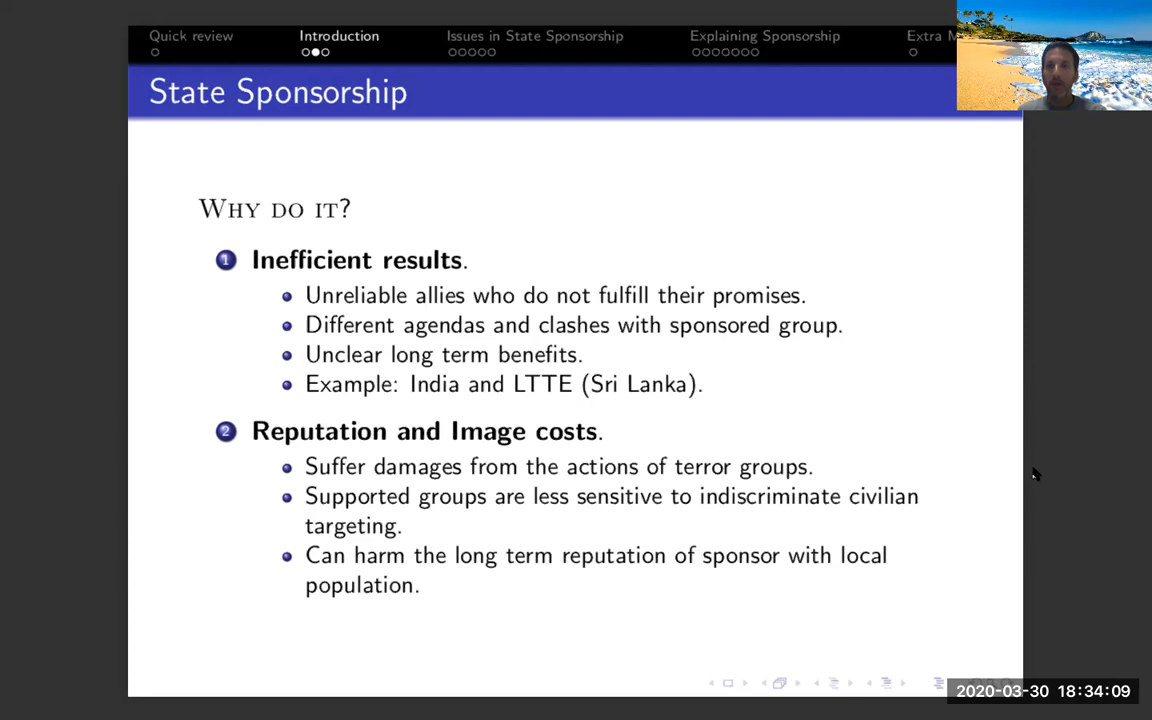 Quick review
Introduction
Issues in State Sponsorship
Explaining Sponsorship
Extra
State Sponsorship
WHY DO IT?
1 Inefficient results.
Unreliable allies who do not fulfill their promises.
Different agendas and clashes with sponsored group.
Unclear long term benefits.
Example: India and LTTE (Sri Lanka).
2 Reputation and Image costs.
Suffer damages from the actions of terror groups.
Supported groups are less sensitive to indiscriminate civilian
targeting.
Can harm the long term reputation of sponsor with local
population.
2020-03-30 18:34:09